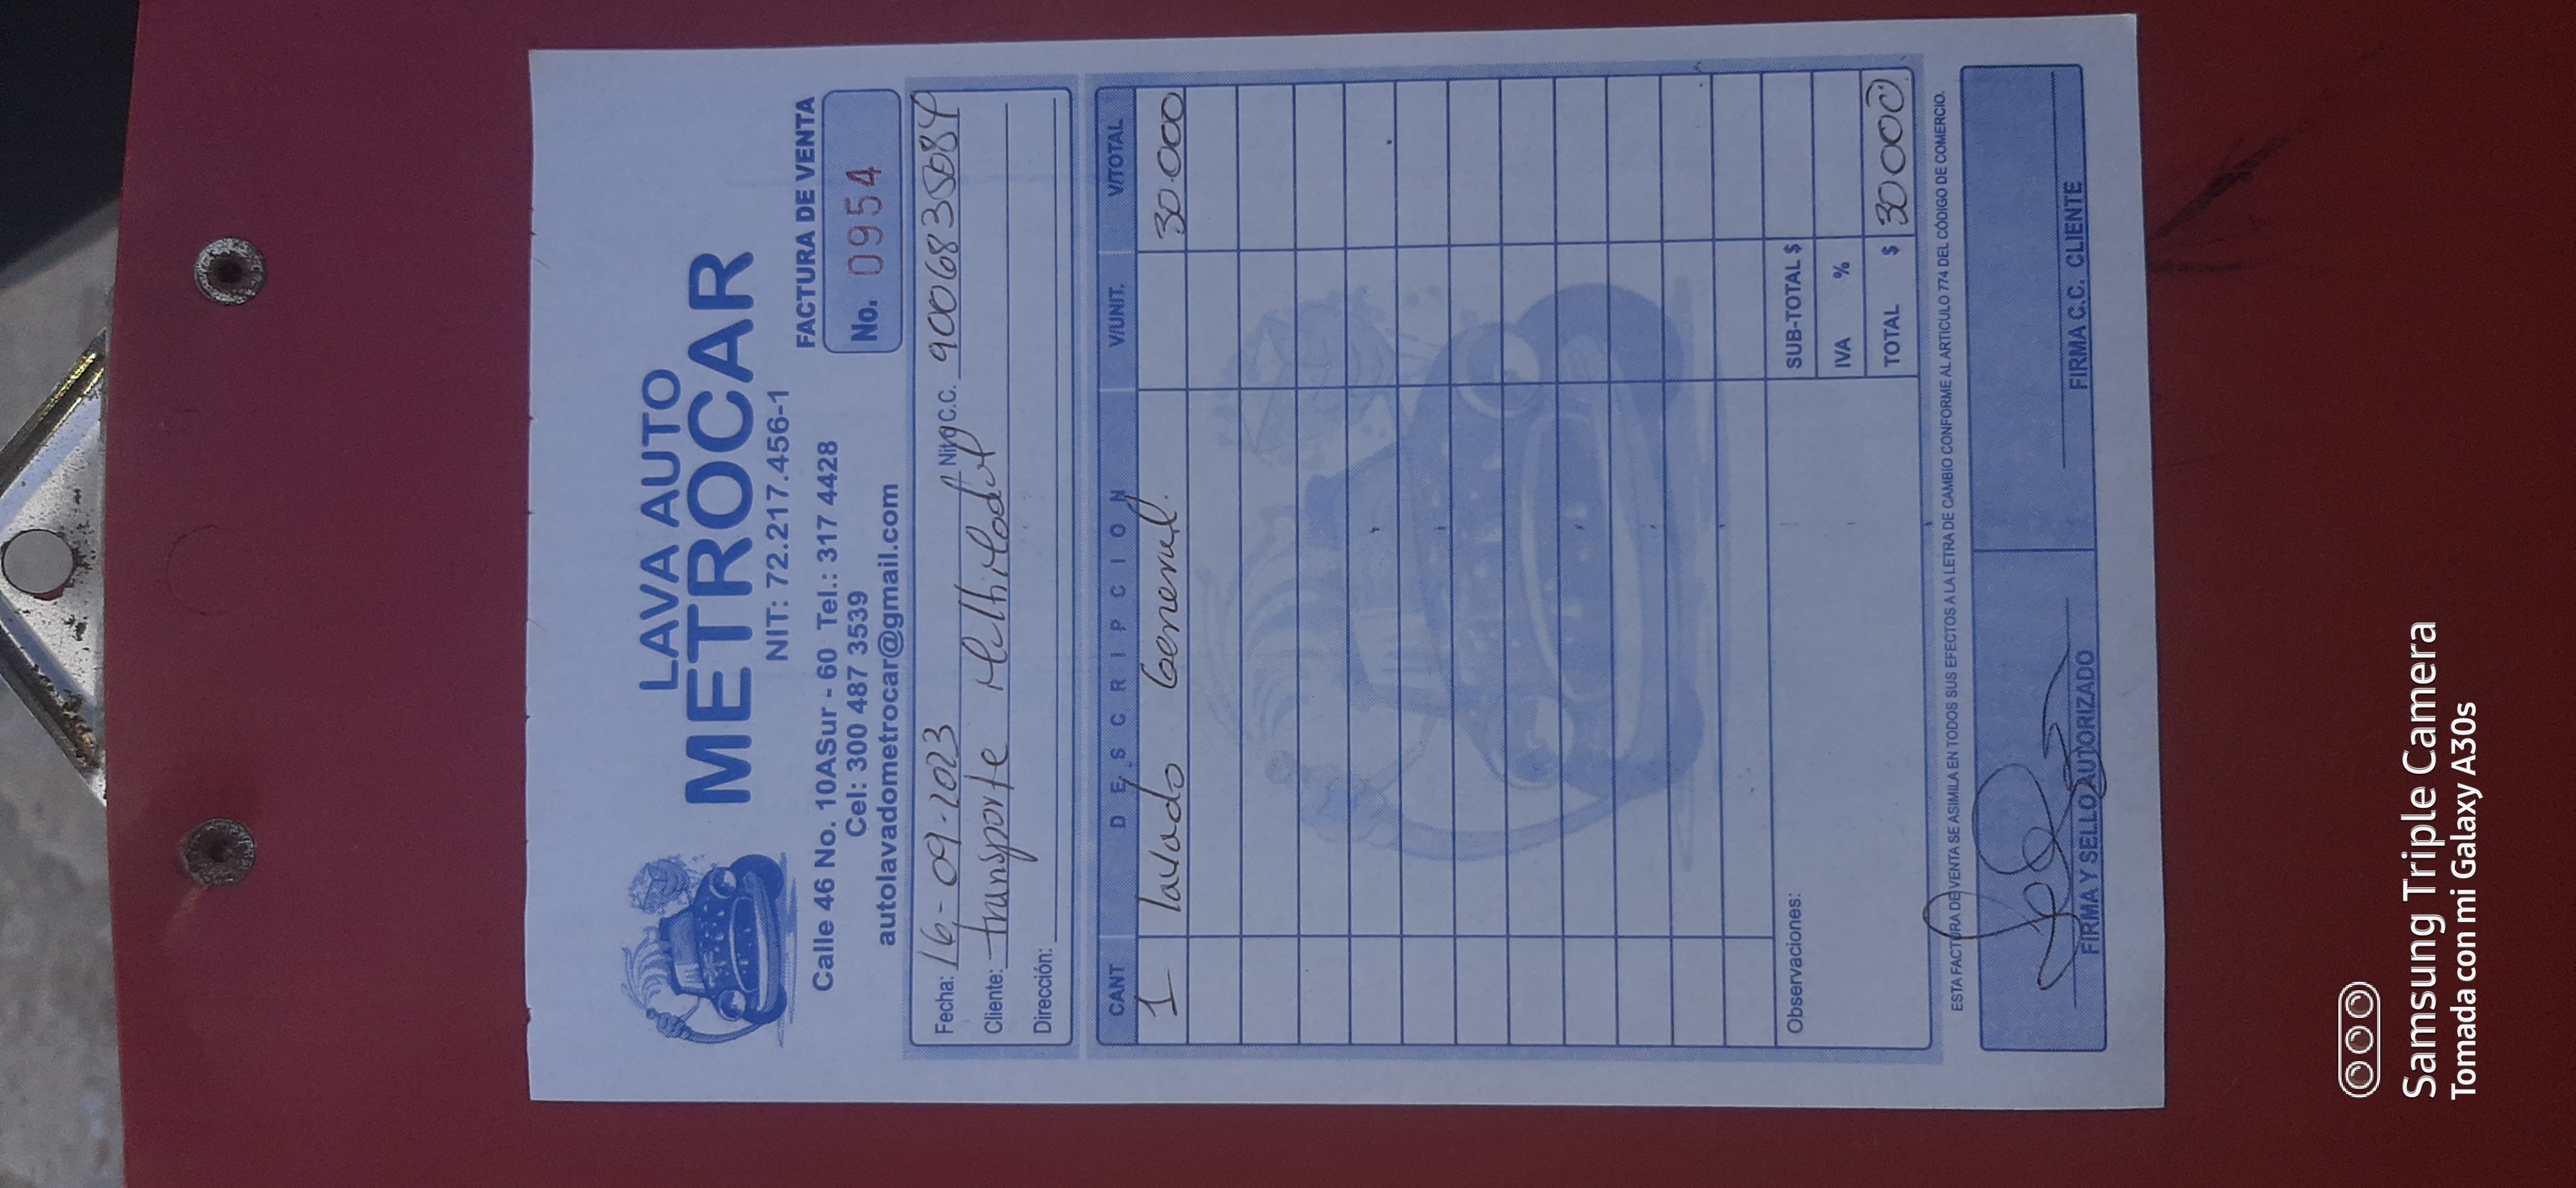 LAVA AUTO
METROCAR
NIT: 72.217.456-1
Calle 46 No. 10ASur - 60 Tel.: 317 4428
Cel: 300 487 3539
autolavadometrocar@gmail.com
FACTURA DE VENTA
No. 0954
Fecha: 16-09-2023 Nit y C.C.
Cliente: transporte
Dirección:
CANT DESCRIPCION V/UNIT. V/TOTAL
1 lavado General. 30.000
Observaciones:
SUB-TOTAL $
IVA %
TOTAL $ 30000
ESTA FACTURA DE VENTA SE ASIMILA EN TODOS SUS EFECTOS A LA LETRA DE CAMBIO CONFORME AL ARTICULO 774 DEL CÓDIGO DE COMERCIO.
FIRMA Y SELLO AUTORIZADO FIRMA C.C. CLIENTE
Samsung Triple Camera
Tomada con mi Galaxy A30s